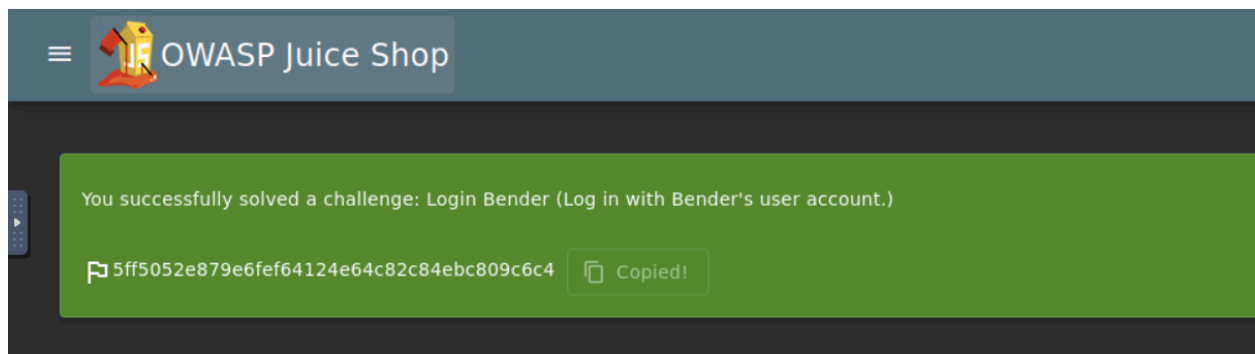 OWASP Juice Shop
You successfully solved a challenge: Login Bender (Log in with Bender's user account.)
5ff5052e879e6fef64124e64c82c84ebc809c6c4 Copied!